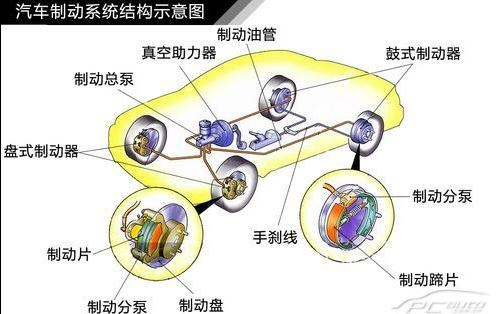 汽车制动系统结构示意图
制动油管
真空助力器
鼓式制动器
制动总泵
盘式制动器
制动分泵
手刹线
制动片
制动蹄片
制动分泵
制动盘
PCauto